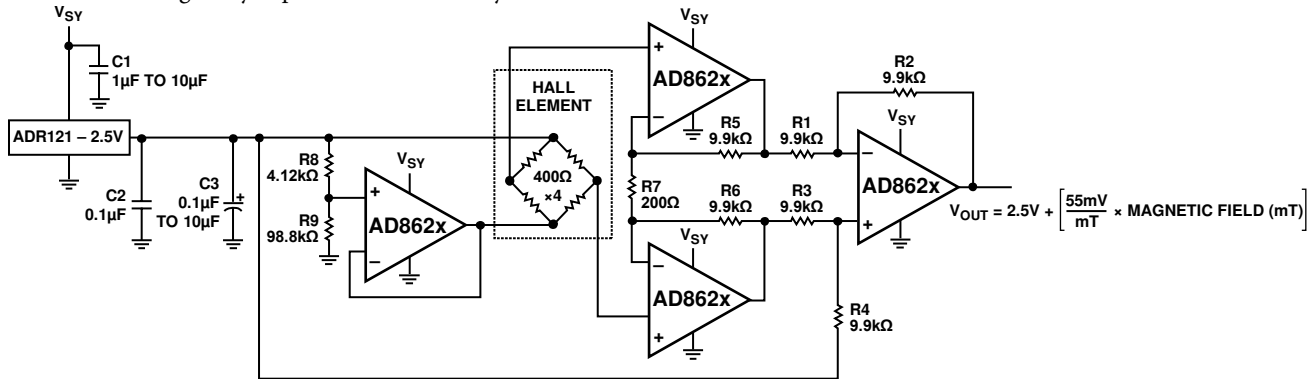 VSY
C1
1µF TO 10µF
ADR121 – 2.5V
C2
0.1µF
C3
0.1µF
TO 10µF
+
R8
4.12kΩ
R9
98.8kΩ
VSY
+
AD862x
–
HALL
ELEMENT
400Ω
×4
VSY
+
AD862x
–
R5
9.9kΩ
R1
9.9kΩ
R2
9.9kΩ
R7
200Ω
R6
9.9kΩ
R3
9.9kΩ
VSY
–
AD862x
+
VSY
–
AD862x
+
R4
9.9kΩ
VOUT = 2.5V + [55mV/mT × MAGNETIC FIELD (mT)]